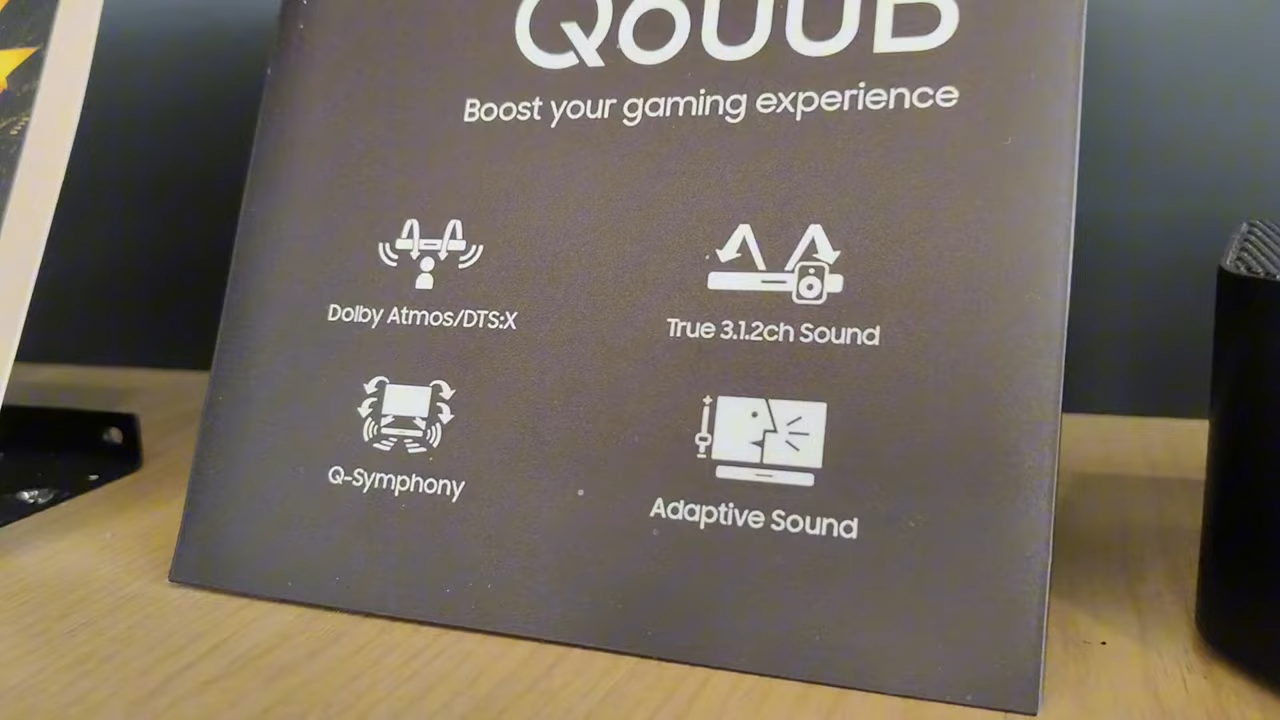 Boost your gaming experience
Dolby Atmos/DTS:X
True 3.1.2ch Sound
Q-Symphony
Adaptive Sound